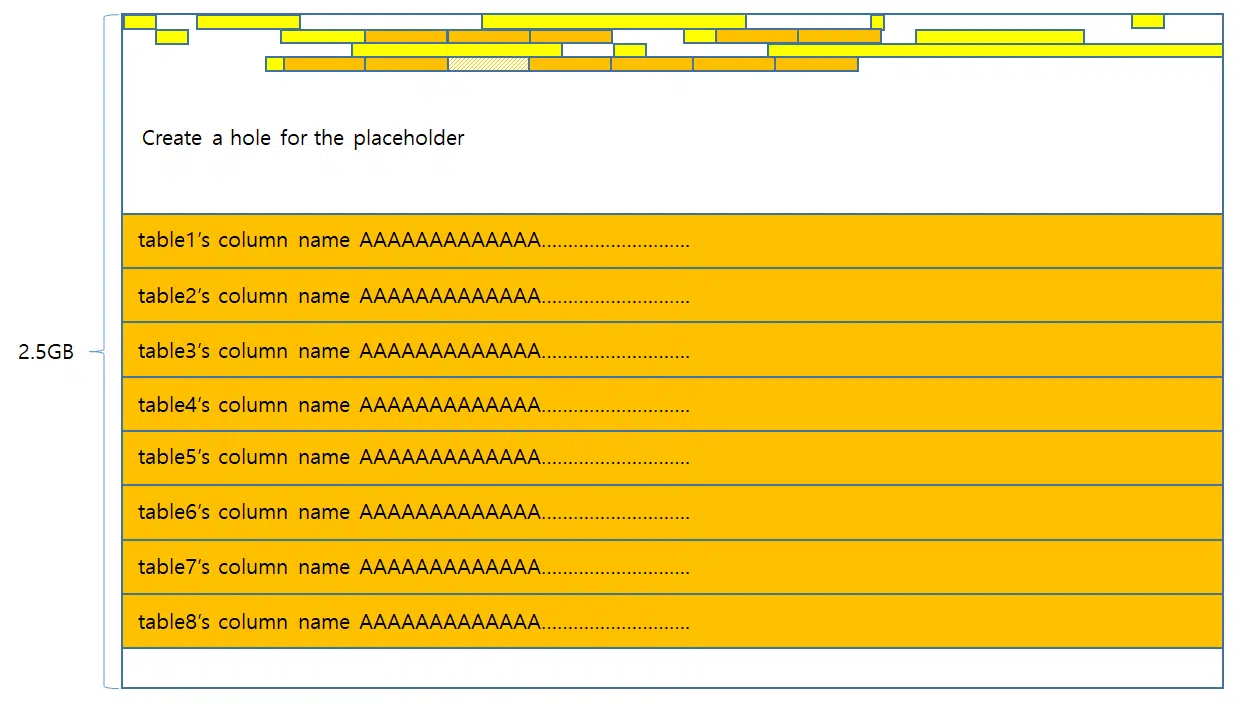 Create a hole for the placeholder
table1's column name AAAAAAAAAAAAA............................
table2's column name AAAAAAAAAAAAA............................
table3's column name AAAAAAAAAAAAA............................
2.5GB
table4's column name AAAAAAAAAAAAA............................
table5's column name AAAAAAAAAAAAA............................
table6's column name AAAAAAAAAAAAA............................
table7's column name AAAAAAAAAAAAA............................
table8's column name AAAAAAAAAAAAA............................